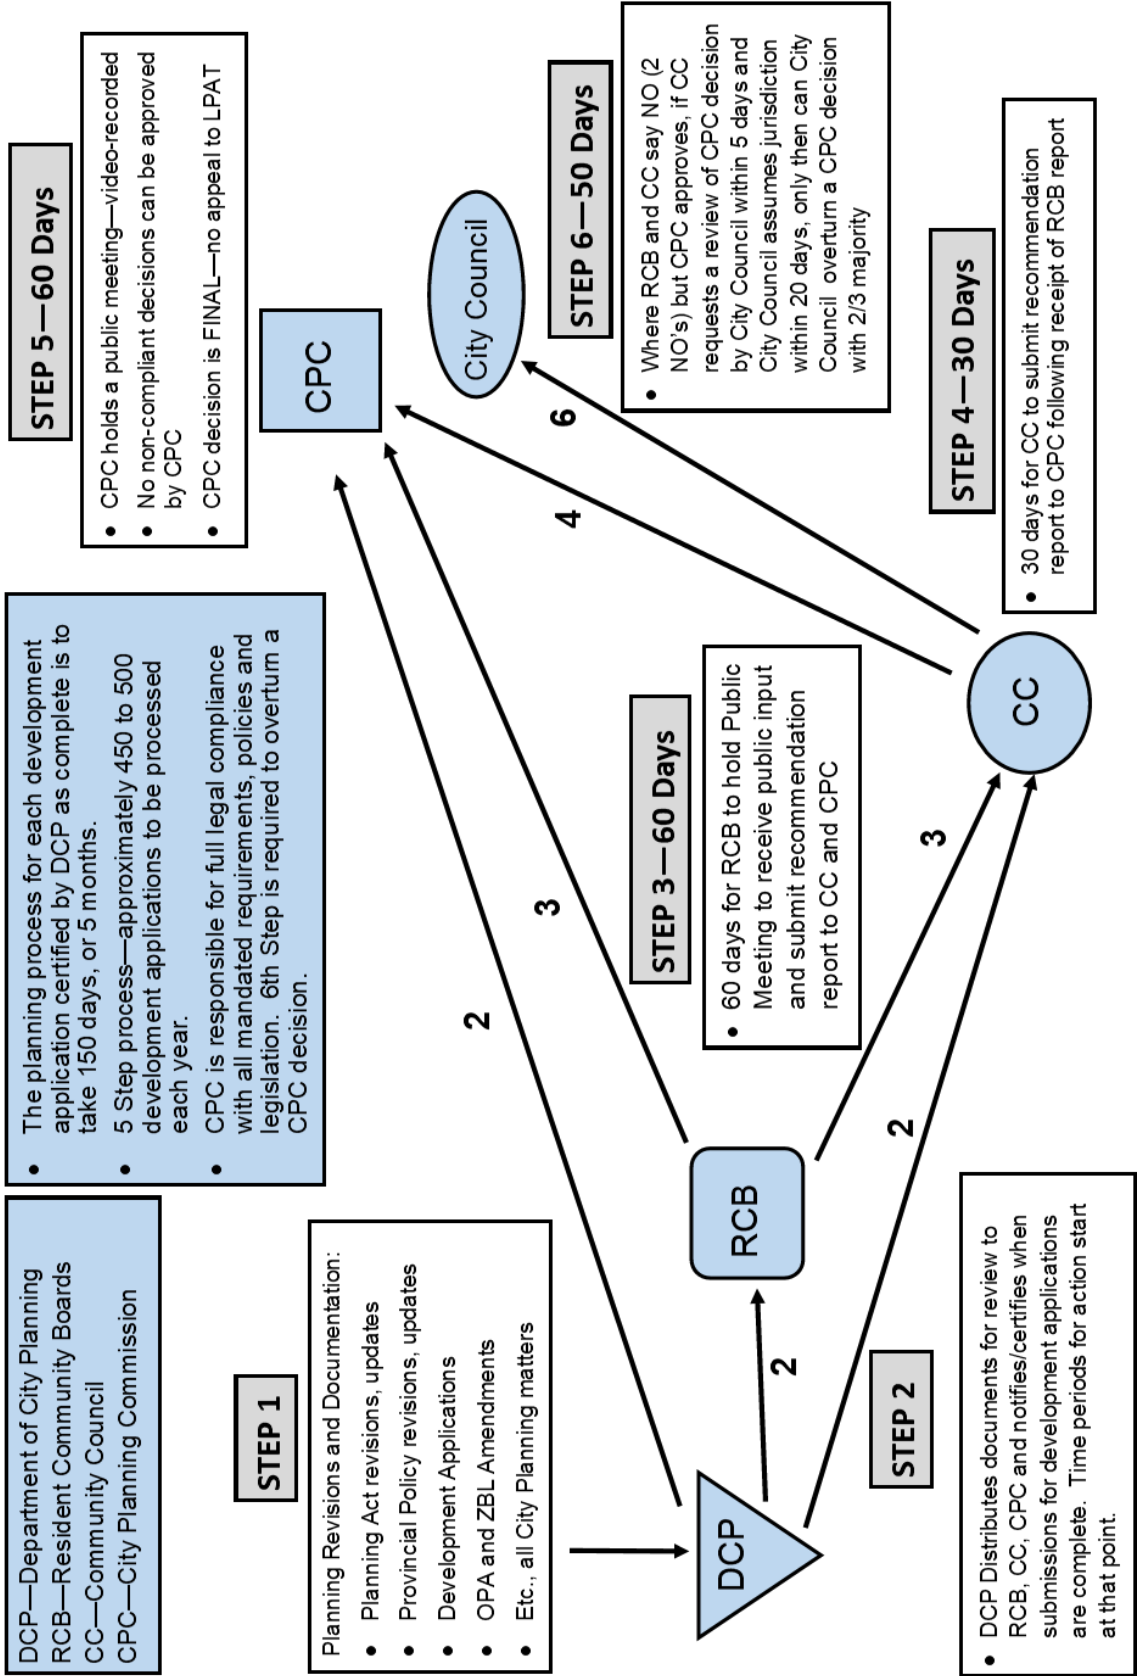 DCP—Department of City Planning
RCB—Resident Community Boards
CC—Community Council
CPC—City Planning Commission
• The planning process for each development
application certified by DCP as complete is to
take 150 days, or 5 months.
• 5 Step process—approximately 450 to 500
development applications to be processed
each year.
• CPC is responsible for full legal compliance
with all mandated requirements, policies and
legislation. 6th Step is required to overturn a
CPC decision.
STEP 5—60 Days
• CPC holds a public meeting—video-recorded
• No non-compliant decisions can be approved
by CPC
• CPC decision is FINAL—no appeal to LPAT
STEP 1
Planning Revisions and Documentation:
• Planning Act revisions, updates
• Provincial Policy revisions, updates
• Development Applications
• OPA and ZBL Amendments
• Etc., all City Planning matters
CPC
City Council
2
3
4
6
STEP 6—50 Days
• Where RCB and CC say NO (2
NO's) but CPC approves, if CC
requests a review of CPC decision
by City Council within 5 days and
City Council assumes jurisdiction
within 20 days, only then can City
Council overturn a CPC decision
with 2/3 majority
STEP 3—60 Days
• 60 days for RCB to hold Public
Meeting to receive public input
and submit recommendation
report to CC and CPC
DCP
2
RCB
2
3
CC
STEP 4—30 Days
• 30 days for CC to submit recommendation
report to CPC following receipt of RCB report
STEP 2
• DCP Distributes documents for review to
RCB, CC, CPC and notifies/certifies when
submissions for development applications
are complete. Time periods for action start
at that point.